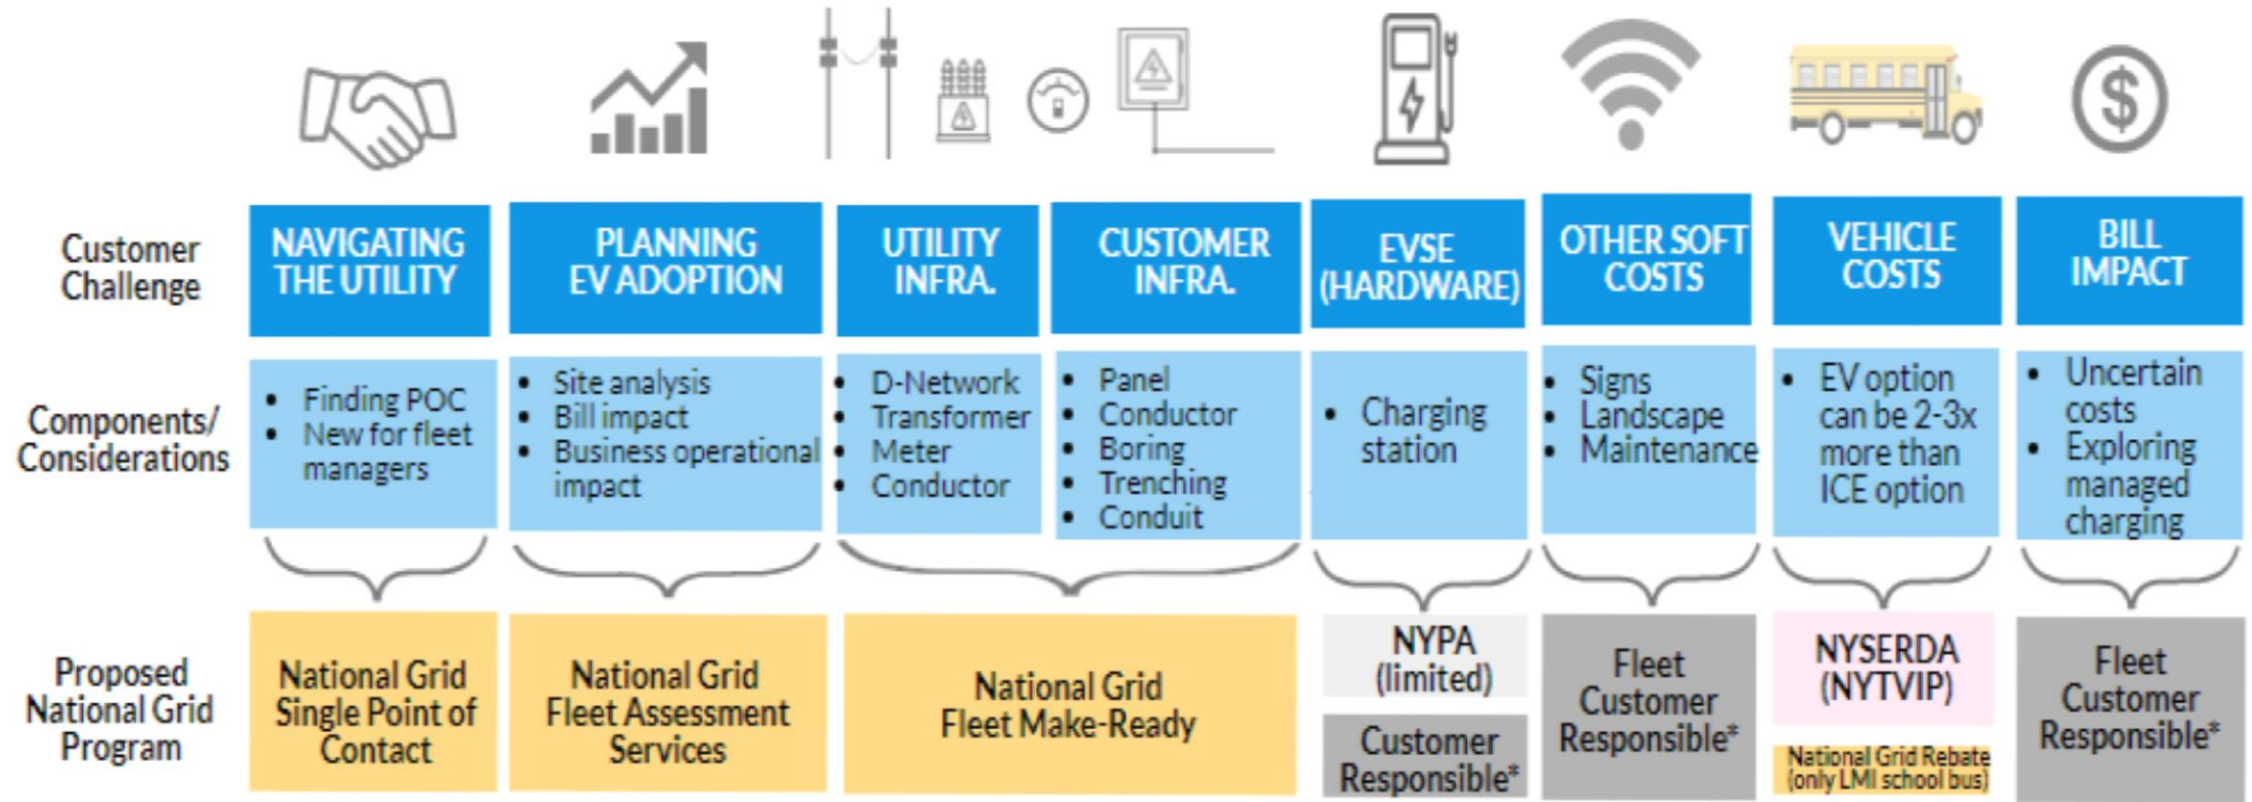 Customer
Challenge
NAVIGATING
THE UTILITY
PLANNING
EV ADOPTION
UTILITY
INFRA.
CUSTOMER
INFRA.
EVSE
(HARDWARE)
OTHER SOFT
COSTS
VEHICLE
COSTS
BILL
IMPACT
Components/
Considerations
• Finding POC
• New for fleet
managers
• Site analysis
• Bill impact
• Business operational
impact
• D-Network
• Transformer
• Meter
• Conductor
• Panel
• Conductor
• Boring
• Trenching
• Conduit
• Charging
station
• Signs
• Landscape
• Maintenance
• EV option
can be 2-3x
more than
ICE option
• Uncertain
costs
• Exploring
managed
charging
Proposed
National Grid
Program
National Grid
Single Point of
Contact
National Grid
Fleet Assessment
Services
National Grid
Fleet Make-Ready
NYPA
(limited)
Customer
Responsible*
Fleet
Customer
Responsible*
NYSERDA
(NYTVIP)
National Grid Rebate
(only LMI school bus)
Fleet
Customer
Responsible*